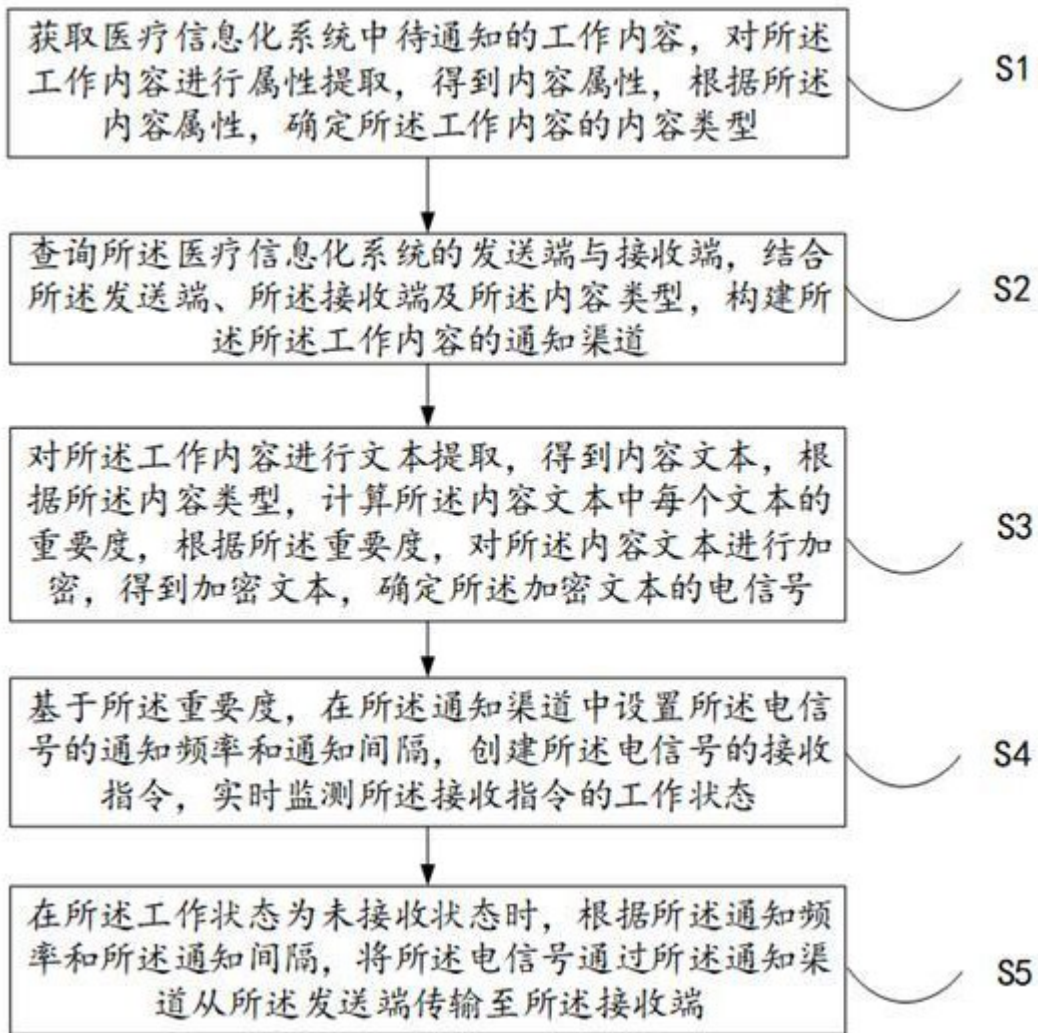 获取医疗信息化系统中待通知的工作内容，对所述
工作内容进行属性提取，得到内容属性，根据所述
内容属性，确定所述工作内容的内容类型
S1
查询所述医疗信息化系统的发送端与接收端，结合
所述发送端、所述接收端及所述内容类型，构建所
述所述工作内容的通知渠道
S2
对所述工作内容进行文本提取，得到内容文本，根
据所述内容类型，计算所述内容文本中每个文本的
重要度，根据所述重要度，对所述内容文本进行加
密，得到加密文本，确定所述加密文本的电信号
S3
基于所述重要度，在所述通知渠道中设置所述电信
号的通知频率和通知间隔，创建所述电信号的接收
指令，实时监测所述接收指令的工作状态
S4
在所述工作状态为未接收状态时，根据所述通知频
率和所述通知间隔，将所述电信号通过所述通知渠
道从所述发送端传输至所述接收端
S5